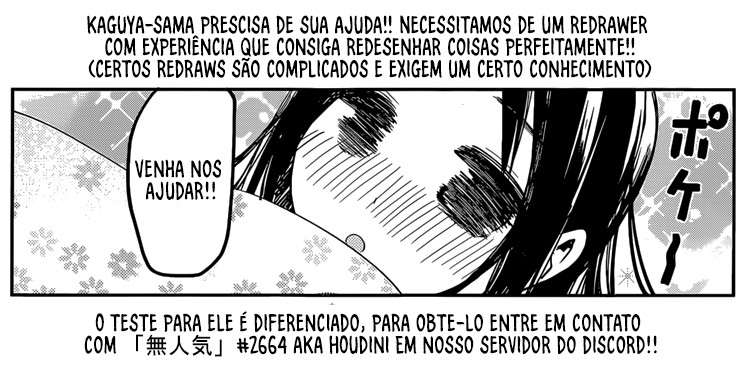 KAGUYA-SAMA PRESCISA DE SUA AJUDA!! NECESSITAMOS DE UM REDRAWER
COM EXPERIÊNCIA QUE CONSIGA REDESENHAR COISAS PERFEITAMENTE!!
(CERTOS REDRAWS SÃO COMPLICADOS E EXIGEM UM CERTO CONHECIMENTO)
VENHA NOS
AJUDAR!!
ポケー
O TESTE PARA ELE É DIFERENCIADO, PARA OBTE-LO ENTRE EM CONTATO
COM 「無人気」 #2664 AKA HOUDINI EM NOSSO SERVIDOR DO DISCORD!!